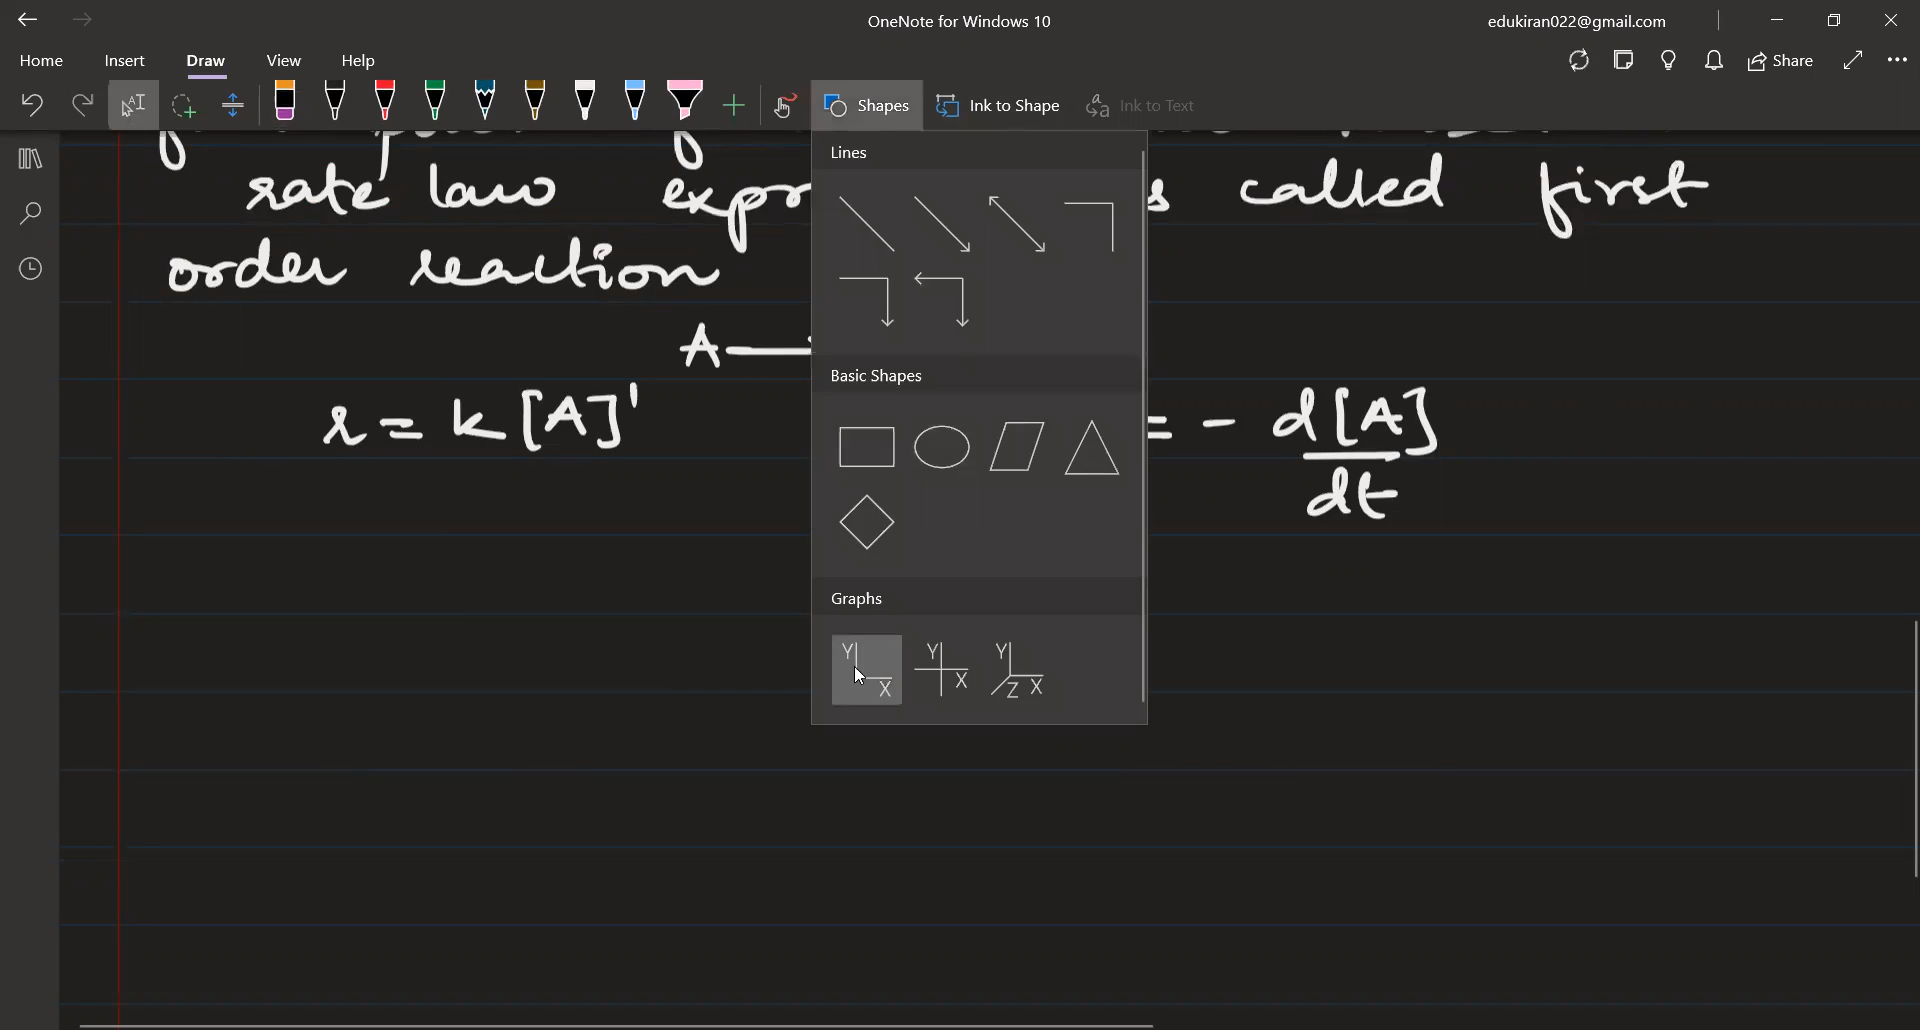 OneNote for Windows 10
edukiran022@gmail.com
Home Insert Draw View Help
Share
Shapes Ink to Shape Ink to Text
Lines
rate law called first
order reaction
A
Basic Shapes
r = k [A]' = - d[A]
dt
Graphs
Y X Y X Y Z X